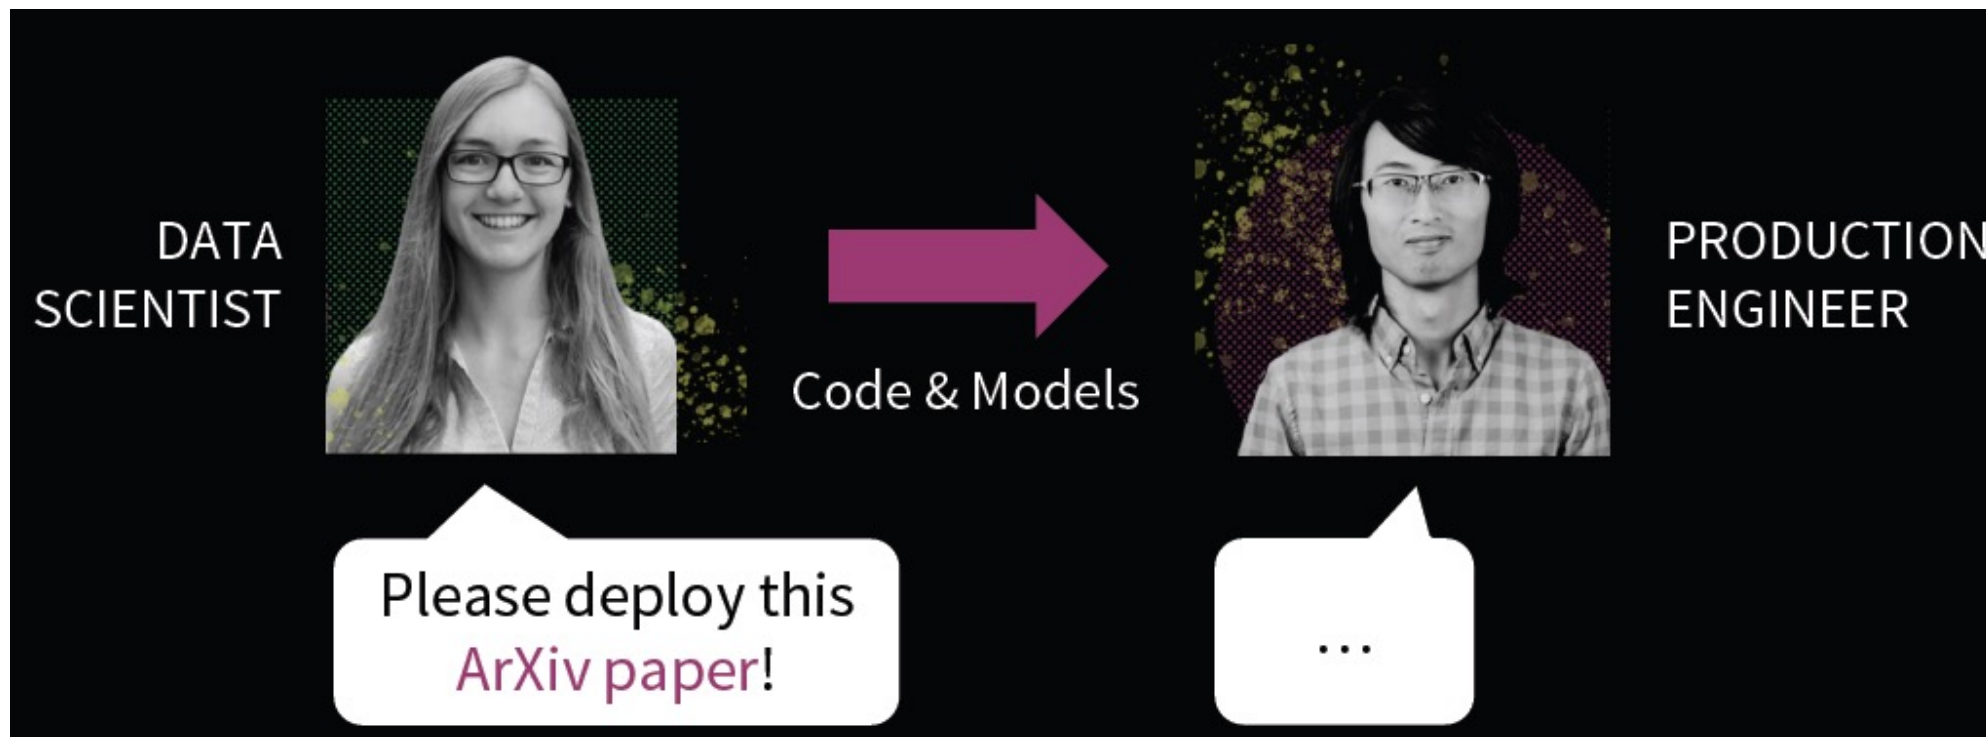 DATA
SCIENTIST
Code & Models
PRODUCTION
ENGINEER
Please deploy this
ArXiv paper!
...